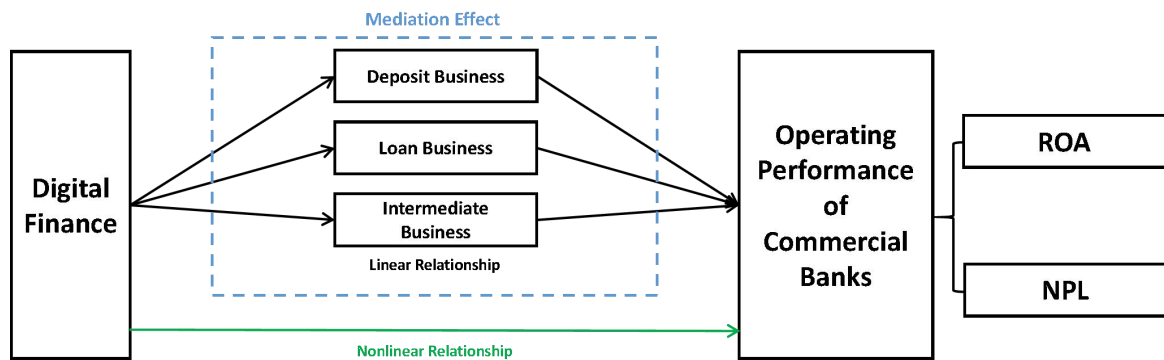 Mediation Effect
Digital
Finance
Deposit Business
Loan Business
Intermediate
Business
Linear Relationship
Nonlinear Relationship
Operating
Performance
of
Commercial
Banks
ROA
NPL